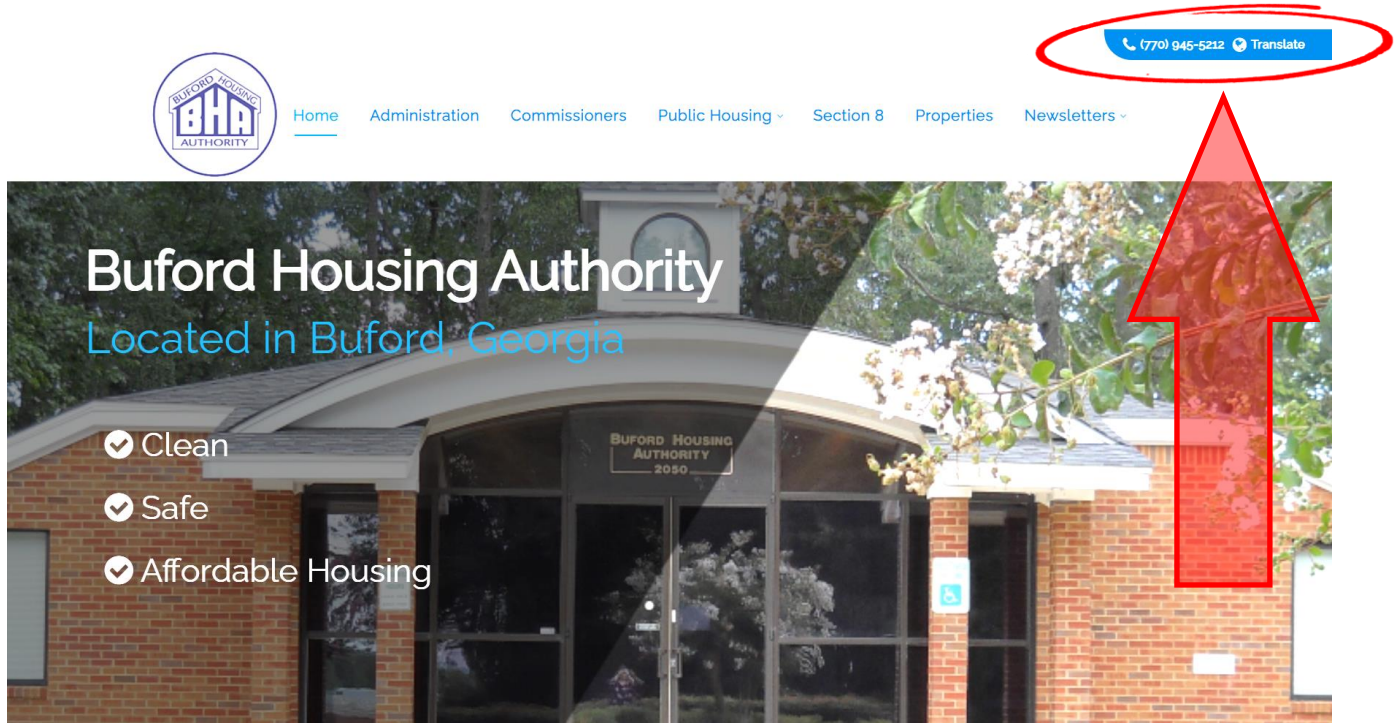 (770) 945-5212 Translate
BUFORD HOUSING
BHA
AUTHORITY
Home Administration Commissioners Public Housing Section 8 Properties Newsletters
Buford Housing Authority
Located in Buford, Georgia
Clean
Safe
Affordable Housing
BUFORD HOUSING
AUTHORITY
2050